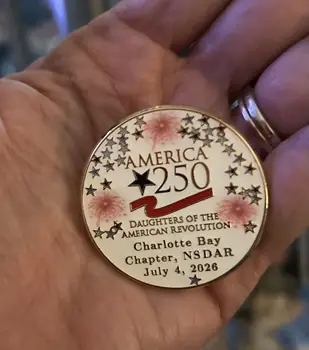 AMERICA
250
DAUGHTERS OF THE
AMERICAN REVOLUTION
Charlotte Bay
Chapter, NSDAR
July 4, 2026